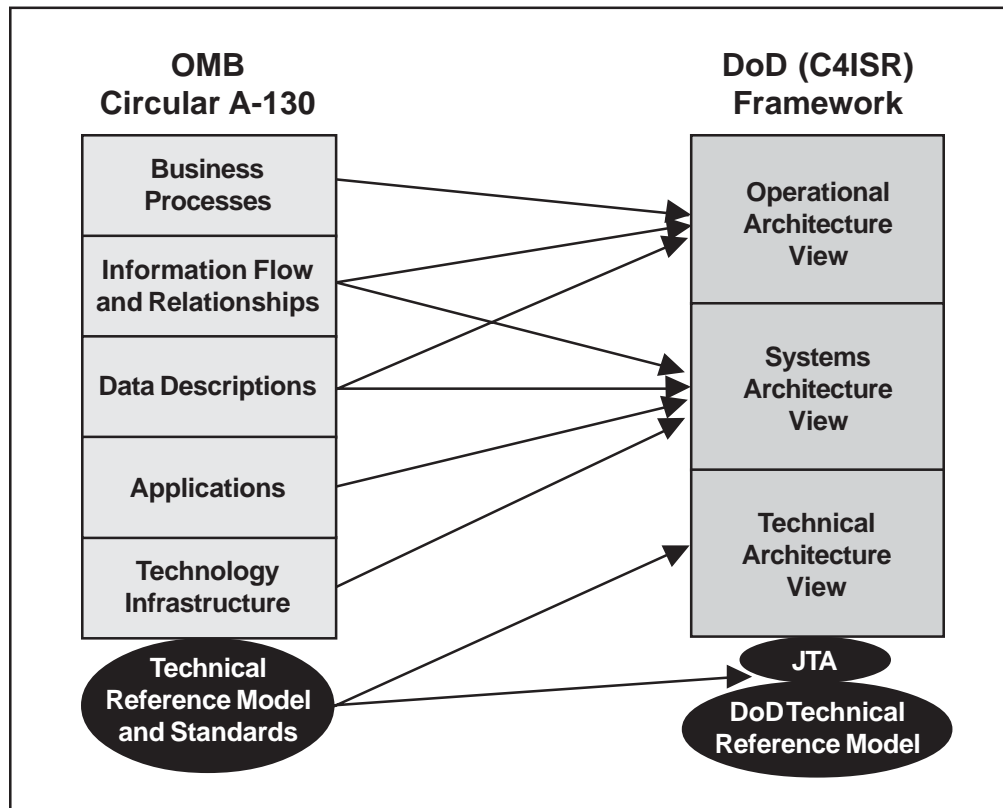 OMB
Circular A-130
Business
Processes
Information Flow
and Relationships
Data Descriptions
Applications
Technology
Infrastructure
Technical
Reference Model
and Standards
DoD (C4ISR)
Framework
Operational
Architecture
View
Systems
Architecture
View
Technical
Architecture
View
JTA
DoD Technical
Reference Model